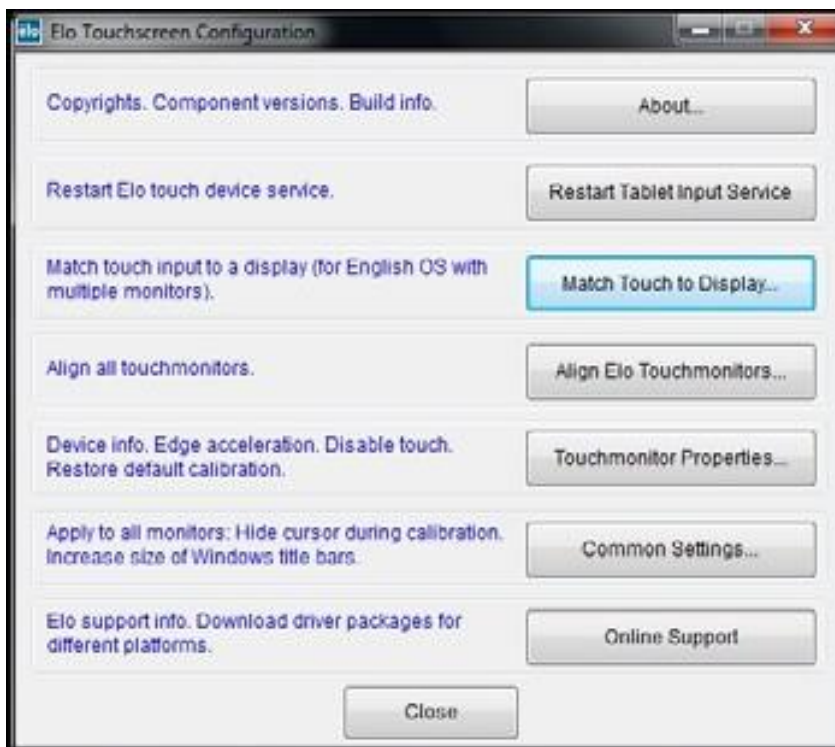 elo Elo Touchscreen Configuration
Copyrights. Component versions. Build info.
About...
Restart Elo touch device service.
Restart Tablet Input Service
Match touch input to a display (for English OS with
multiple monitors).
Match Touch to Display...
Align all touchmonitors.
Align Elo Touchmonitors...
Device info. Edge acceleration. Disable touch.
Restore default calibration.
Touchmonitor Properties...
Apply to all monitors: Hide cursor during calibration.
Increase size of Windows title bars.
Common Settings...
Elo support info. Download driver packages for
different platforms.
Online Support
Close